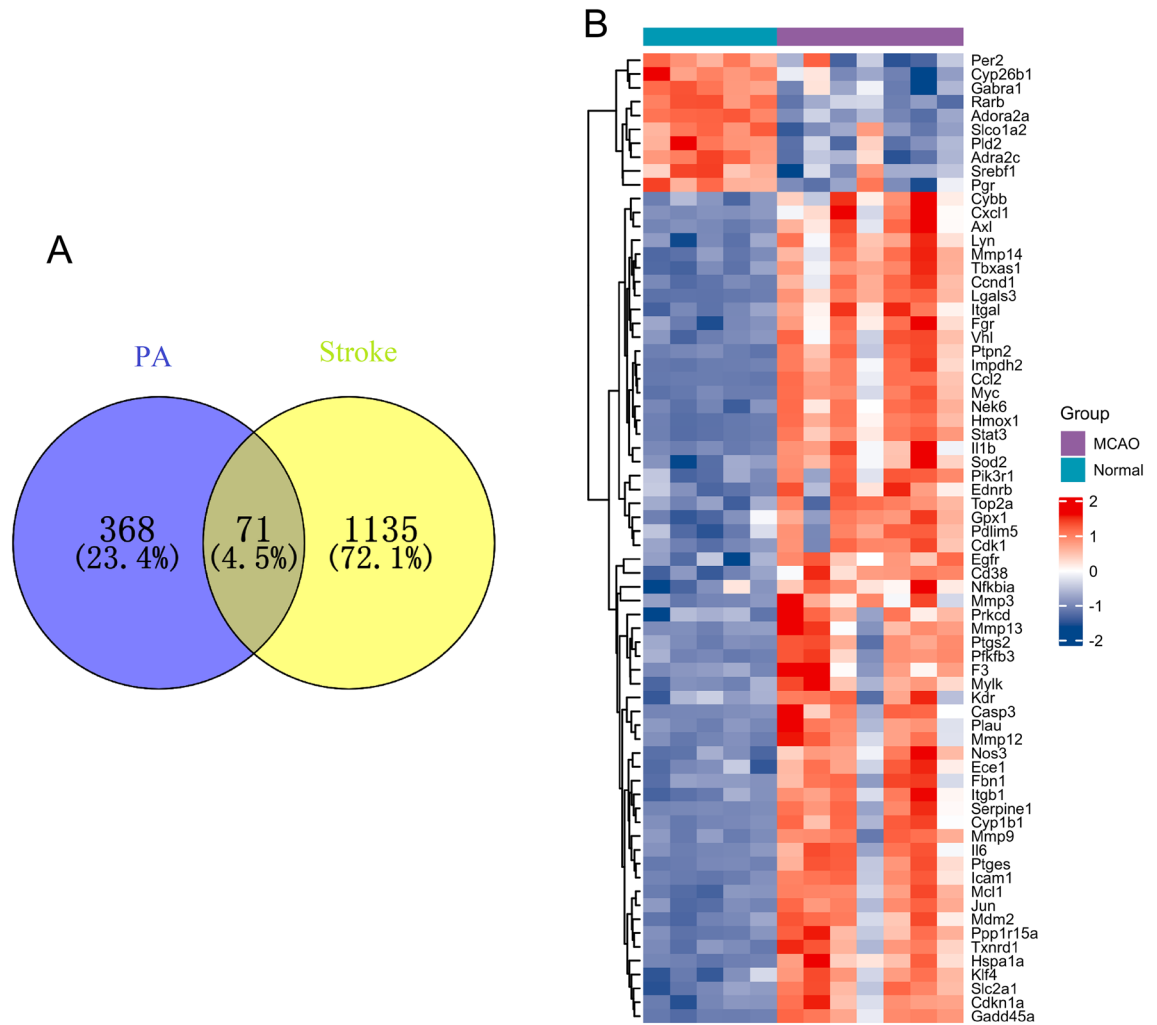 A
PA
Stroke
368
(23.4%)
71
(4.5%)
1135
(72.1%)
B
Per2
Cyp26b1
Gabra1
Rarb
Adora2a
Slco1a2
Pld2
Adra2c
Srebf1
Pgr
Cybb
Cxcl1
Axl
Lyn
Mmp14
Tbxas1
Ccnd1
Lgals3
Itgal
Fgr
Vhl
Ptpn2
Impdh2
Ccl2
Myc
Nek6
Hmox1
Stat3
Il1b
Sod2
Pik3r1
Ednrb
Top2a
Gpx1
Pdlim5
Cdk1
Egfr
Cd38
Nfkbia
Mmp3
Prkcd
Mmp13
Ptgs2
Pfkfb3
F3
Mylk
Kdr
Casp3
Plau
Mmp12
Nos3
Ece1
Fbn1
Itgb1
Serpine1
Cyp1b1
Mmp9
Il6
Ptges
Icam1
Mcl1
Jun
Mdm2
Ppp1r15a
Txnrd1
Hspa1a
Klf4
Slc2a1
Cdkn1a
Gadd45a
Group
MCAO
Normal
2
1
0
-1
-2